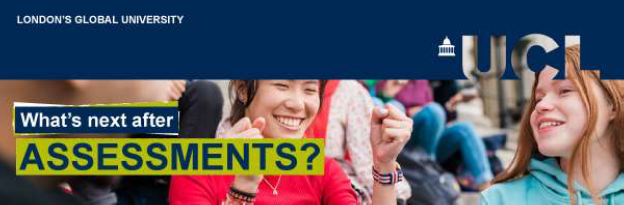 LONDON'S GLOBAL UNIVERSITY
UCL
What's next after
ASSESSMENTS?